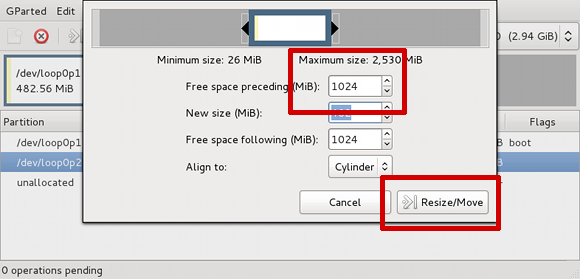 GParted Edit
Minimum size: 26 MiB Maximum size: 2,530 MiB
(2.94 GiB)
/dev/loop0p1
482.56 MiB
Free space preceding (MiB): 1024
New size (MiB):
Free space following (MiB): 1024
Align to: Cylinder
Partition Flags
/dev/loop0p1 boot
/dev/loop0p2
unallocated
Cancel Resize/Move
0 operations pending